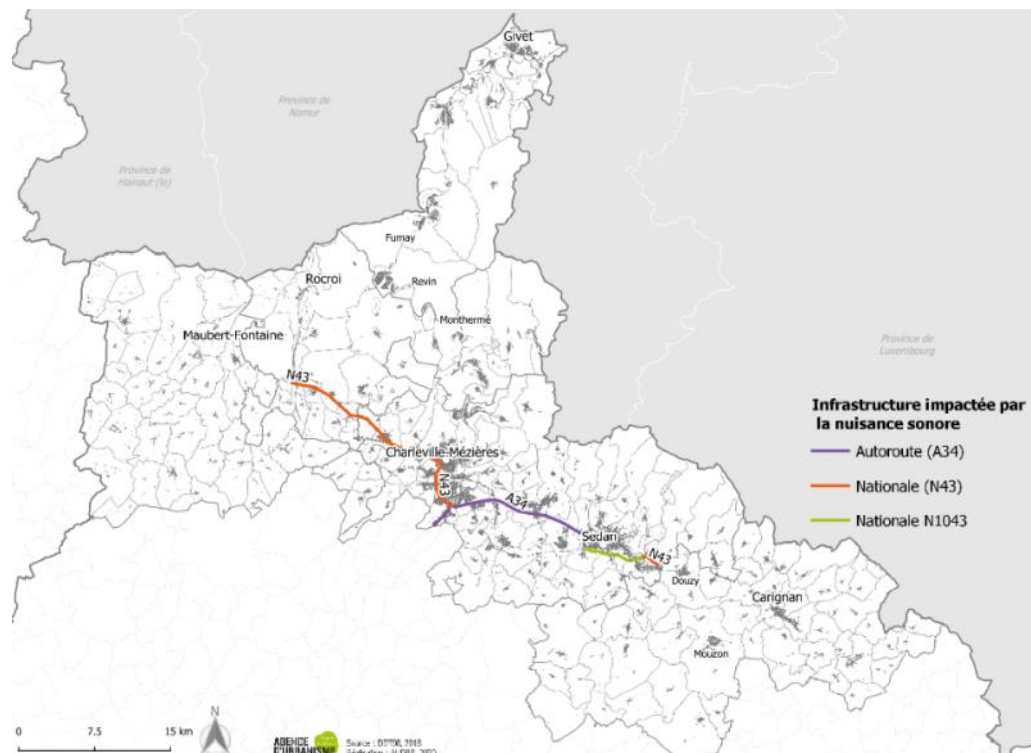 Givet
Province de
Namur
Province de
Hainaut (le)
Fumay
Rocroi
Revin
Monthermé
Maubert-Fontaine
Province de
Luxembourg
N43
Infrastructure impactée par
la nuisance sonore
Charleville-Mézières
Autoroute (A34)
N43
A34
Nationale (N43)
Nationale N1043
Sedan
N43
Douzy
Carignan
Mouzon
0 7.5 15 km
N
AGENCE
D'URBANISME
Source :